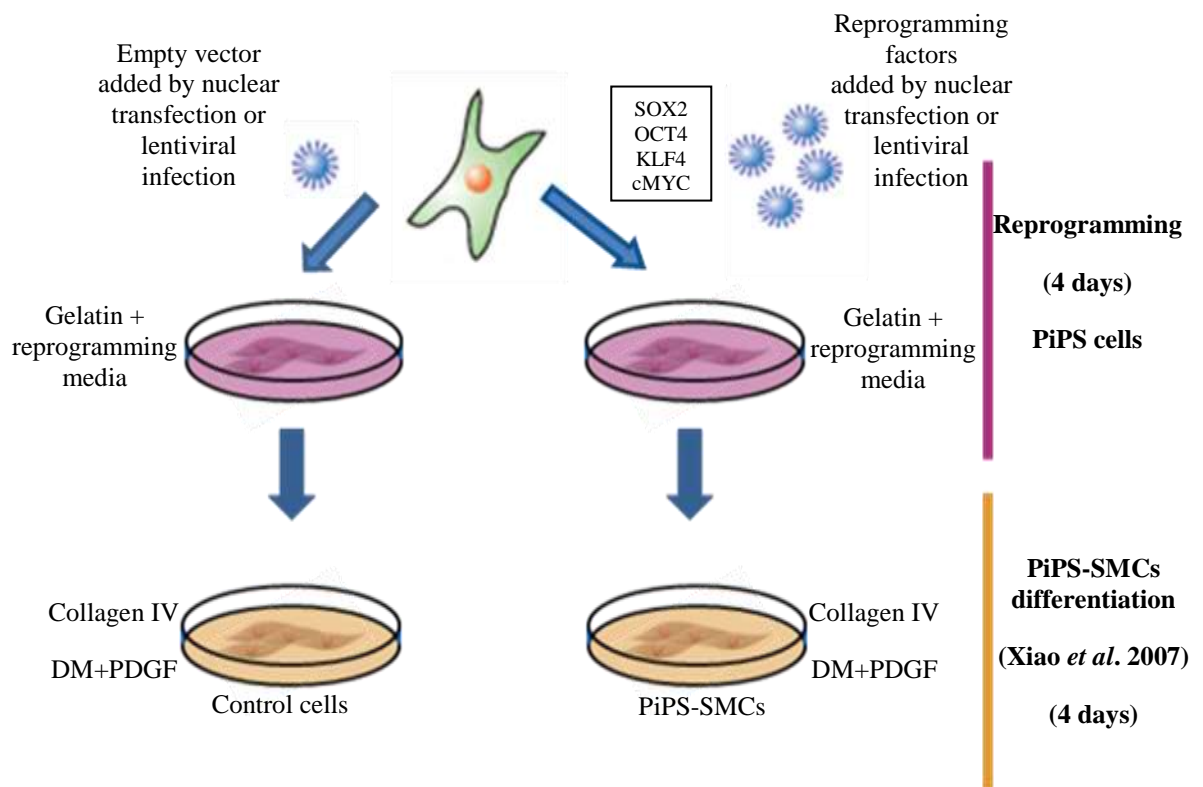 Empty vector
added by nuclear
transfection or
lentiviral
infection
SOX2
OCT4
KLF4
cMYC
Reprogramming
factors
added by nuclear
transfection or
lentiviral
infection
Reprogramming
(4 days)
PiPS cells
Gelatin +
reprogramming
media
Gelatin +
reprogramming
media
Collagen IV
DM+PDGF
Control cells
Collagen IV
DM+PDGF
PiPS-SMCs
PiPS-SMCs
differentiation
(Xiao et al. 2007)
(4 days)